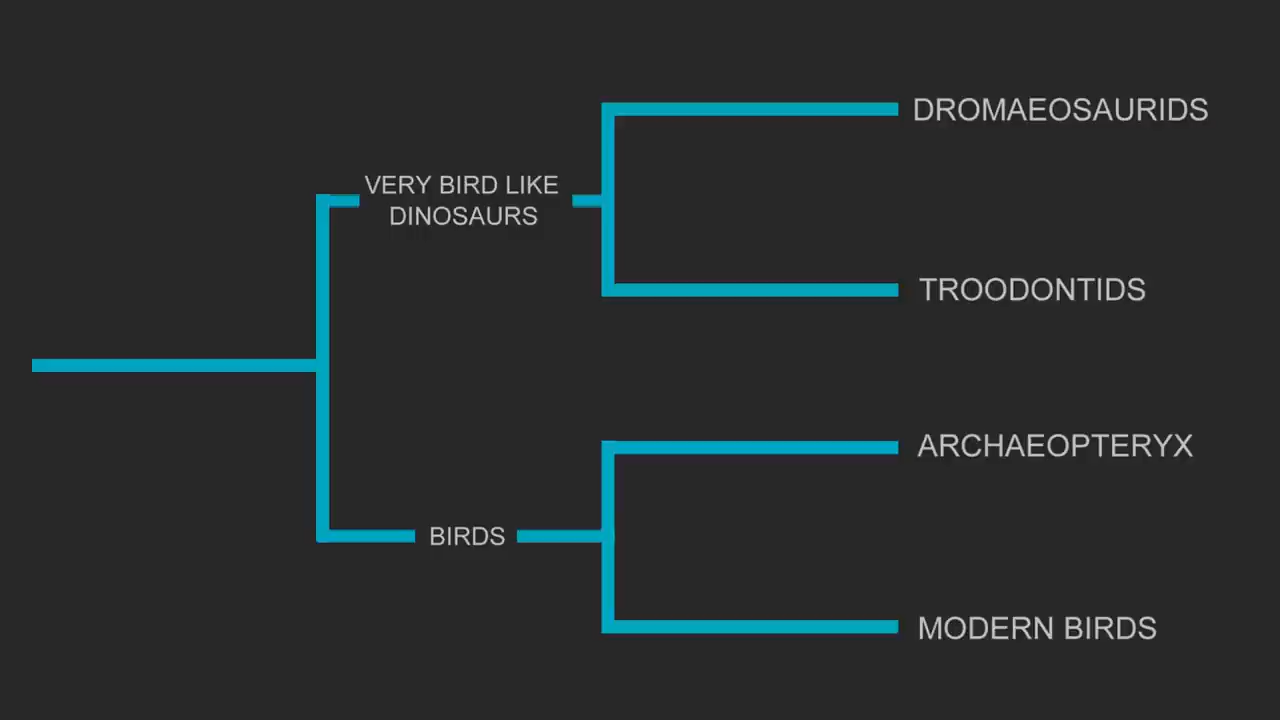 DROMAEOSAURIDS
VERY BIRD LIKE
DINOSAURS
TROODONTIDS
ARCHAEOPTERYX
BIRDS
MODERN BIRDS